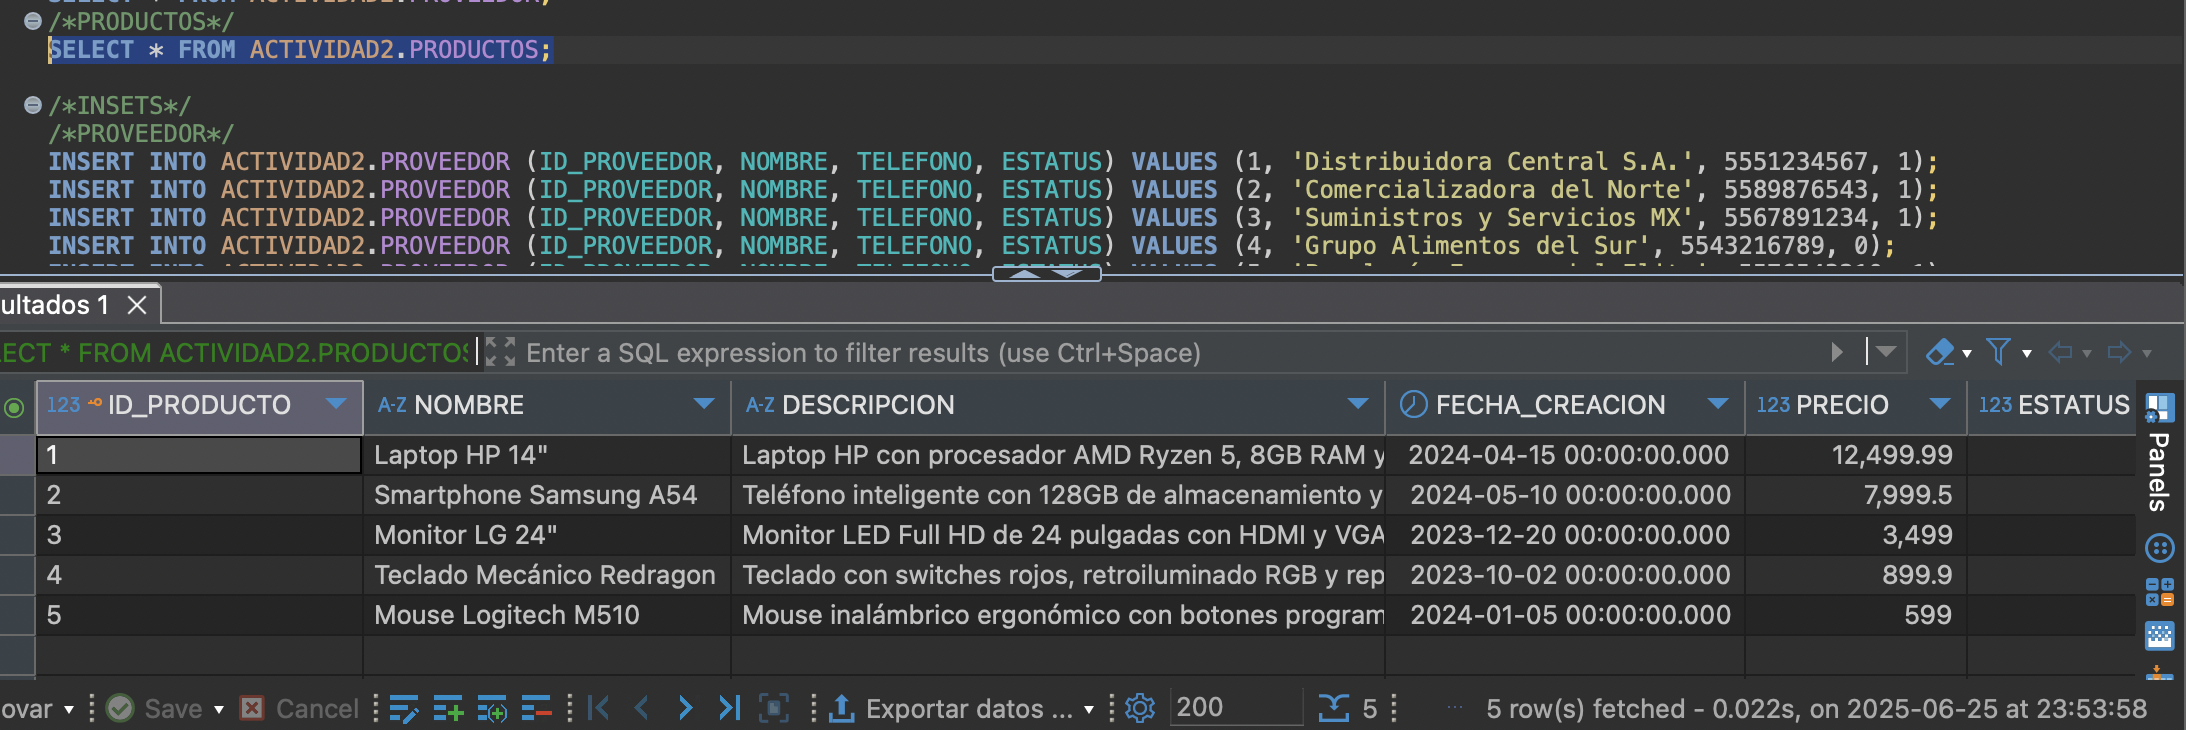 /*PRODUCTOS*/
SELECT * FROM ACTIVIDAD2.PRODUCTOS;
/*INSETS*/
/*PROVEEDOR*/
INSERT INTO ACTIVIDAD2.PROVEEDOR (ID_PROVEEDOR, NOMBRE, TELEFONO, ESTATUS) VALUES (1, 'Distribuidora Central S.A.', 5551234567, 1);
INSERT INTO ACTIVIDAD2.PROVEEDOR (ID_PROVEEDOR, NOMBRE, TELEFONO, ESTATUS) VALUES (2, 'Comercializadora del Norte', 5589876543, 1);
INSERT INTO ACTIVIDAD2.PROVEEDOR (ID_PROVEEDOR, NOMBRE, TELEFONO, ESTATUS) VALUES (3, 'Suministros y Servicios MX', 5567891234, 1);
INSERT INTO ACTIVIDAD2.PROVEEDOR (ID_PROVEEDOR, NOMBRE, TELEFONO, ESTATUS) VALUES (4, 'Grupo Alimentos del Sur', 5543216789, 0);
ultados 1
ECT * FROM ACTIVIDAD2.PRODUCTOS Enter a SQL expression to filter results (use Ctrl+Space)
123 ID_PRODUCTO A-Z NOMBRE A-Z DESCRIPCION FECHA_CREACION 123 PRECIO 123 ESTATUS
1 Laptop HP 14" Laptop HP con procesador AMD Ryzen 5, 8GB RAM y 2024-04-15 00:00:00.000 12,499.99
2 Smartphone Samsung A54 Teléfono inteligente con 128GB de almacenamiento y 2024-05-10 00:00:00.000 7,999.5
3 Monitor LG 24" Monitor LED Full HD de 24 pulgadas con HDMI y VGA 2023-12-20 00:00:00.000 3,499
4 Teclado Mecánico Redragon Teclado con switches rojos, retroiluminado RGB y rep 2023-10-02 00:00:00.000 899.9
5 Mouse Logitech M510 Mouse inalámbrico ergonómico con botones program 2024-01-05 00:00:00.000 599
Panels
ovar Save Cancel Exportar datos ... 200 5 5 row(s) fetched - 0.022s, on 2025-06-25 at 23:53:58